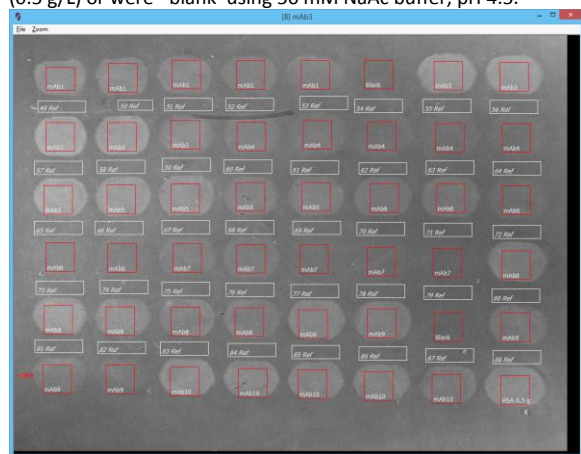 (0.5 g/L) or were "blank" using 50 mM NaAc buffer, pH 4.5.
[8] mAb3
File Zoom
mAb1 mAb1 mAb1 mAb1 mAb1 Blank mAb3 mAb3
49 Ref 50 Ref 51 Ref 52 Ref 53 Ref 54 Ref 55 Ref 56 Ref
mAb3 mAb3 mAb3 mAb4 mAb4 mAb4 mAb4 mAb4
57 Ref 58 Ref 59 Ref 60 Ref 61 Ref 62 Ref 63 Ref 64 Ref
mAb5 mAb5 mAb5 mAb5 mAb5 mAb6 mAb6 mAb6
65 Ref 66 Ref 67 Ref 68 Ref 69 Ref 70 Ref 71 Ref 72 Ref
mAb6 mAb6 mAb7 mAb7 mAb7 mAb7 mAb7 mAb8
73 Ref 74 Ref 75 Ref 76 Ref 77 Ref 78 Ref 79 Ref 80 Ref
mAb8 mAb8 mAb8 mAb8 mAb9 mAb9 Blank mAb9
81 Ref 82 Ref 83 Ref 84 Ref 85 Ref 86 Ref 87 Ref 88 Ref
mAb9 mAb9 mAb10 mAb10 mAb10 mAb10 mAb10 HSA 0.5 g